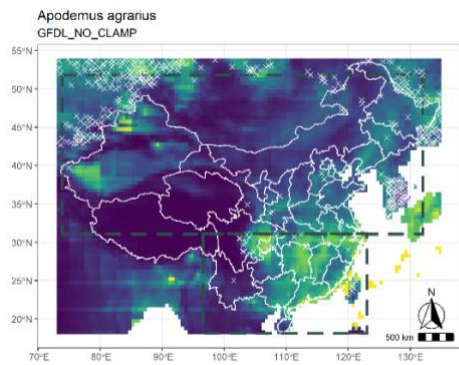 Apodemus agrarius
GFDL_NO_CLAMP
55°N
50°N
45°N
40°N
35°N
30°N
25°N
20°N
N
500 km
70°E
80°E
90°E
100°E
110°E
120°E
130°E